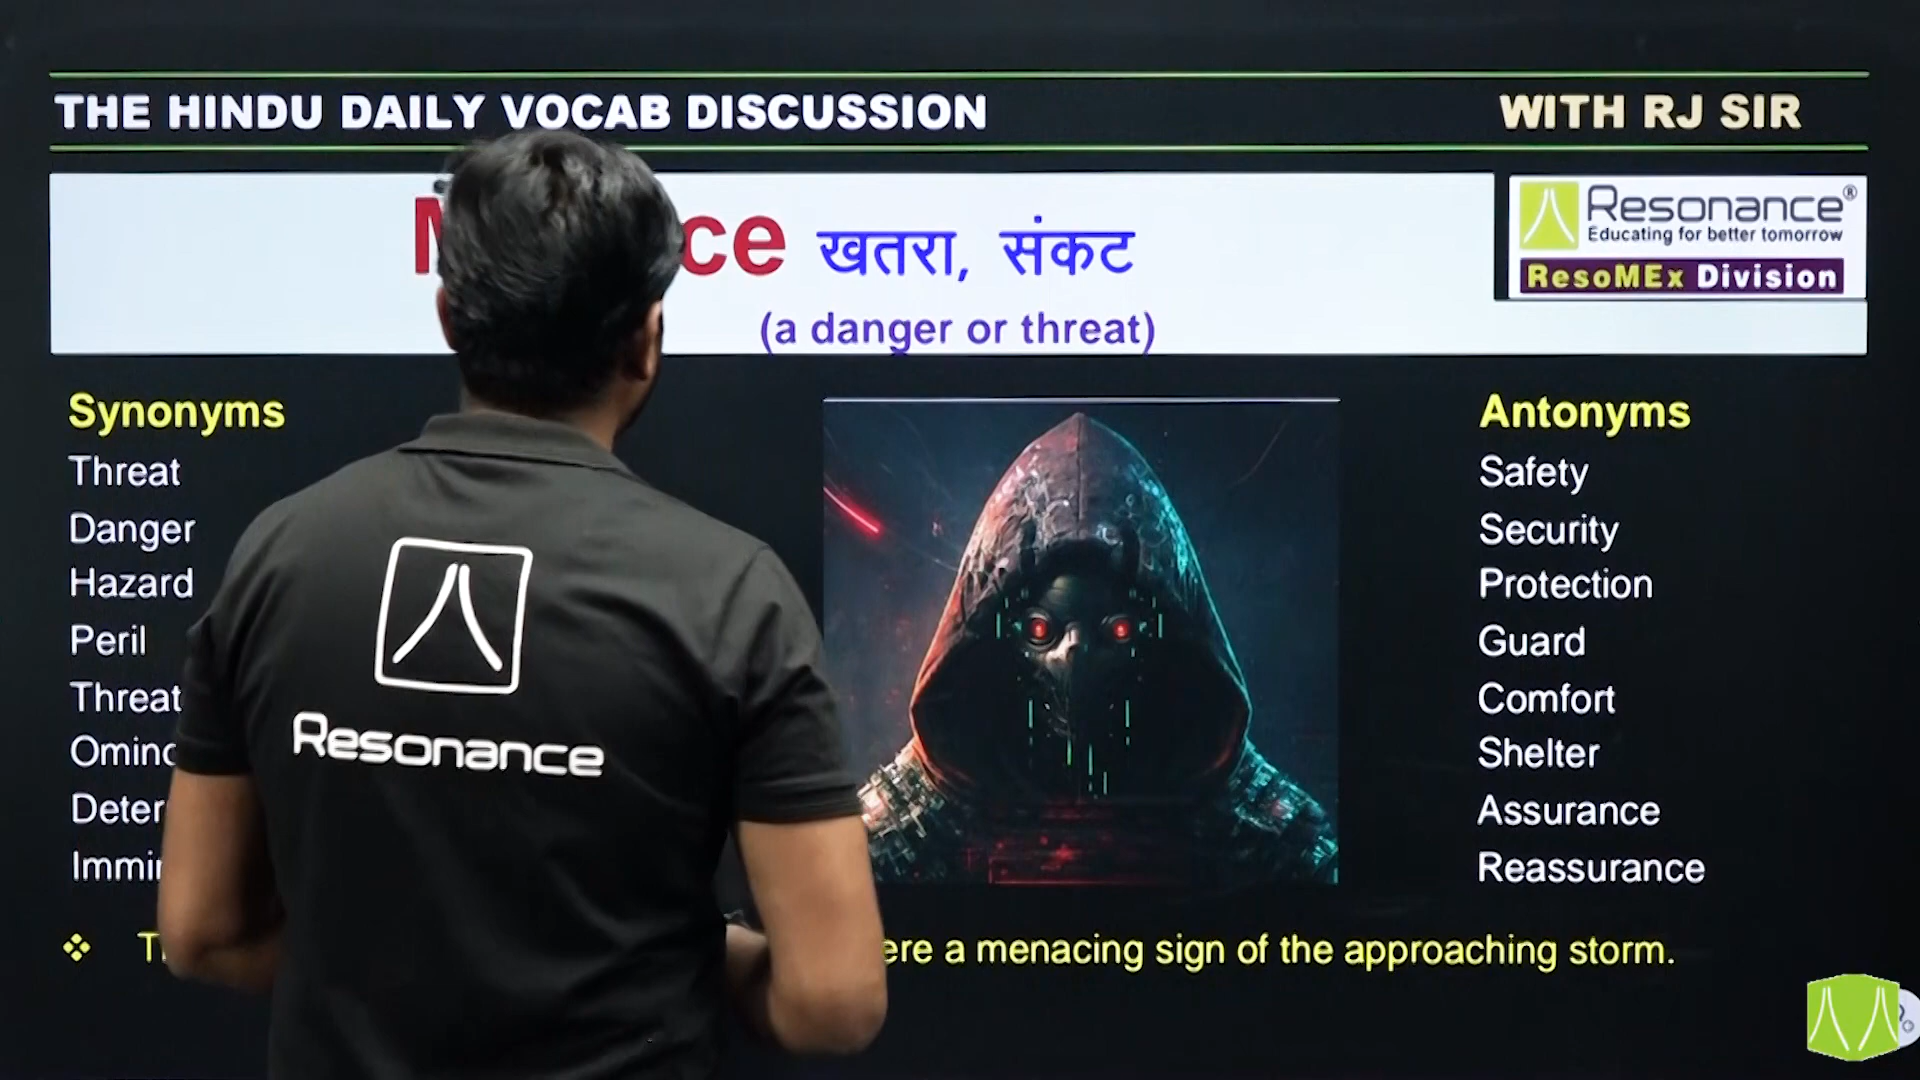 THE HINDU DAILY VOCAB DISCUSSION
WITH RJ SIR
खतरा, संकट
(a danger or threat)
Resonance®
Educating for better tomorrow
ResoMEx Division
Synonyms
Threat
Danger
Hazard
Peril
Threat
Antonyms
Safety
Security
Protection
Guard
Comfort
Shelter
Assurance
Reassurance
Resonance
a menacing sign of the approaching storm.